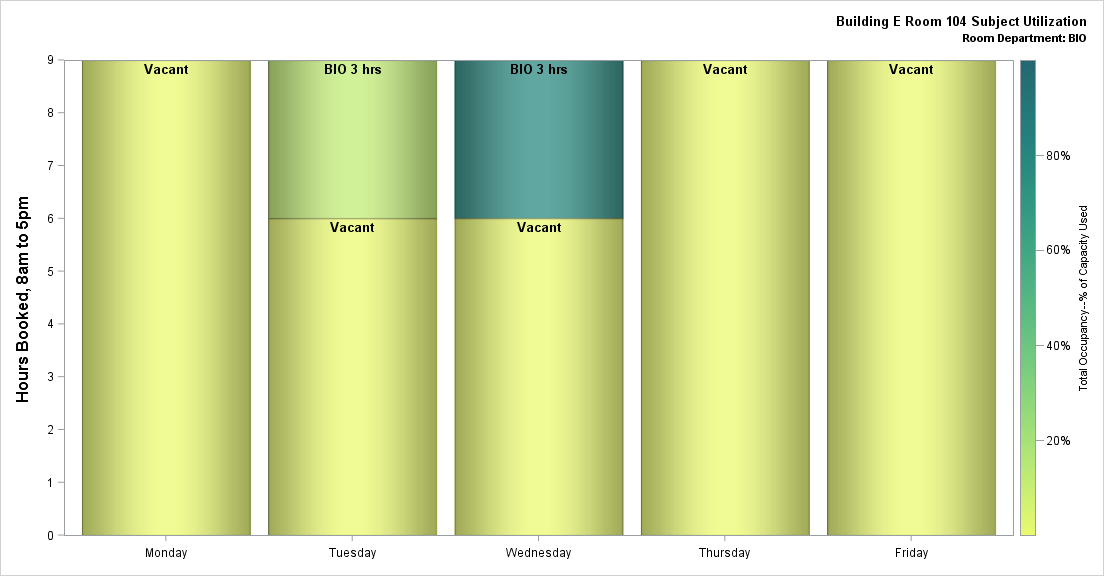 Building E Room 104 Subject Utilization
Room Department: BIO
Hours Booked, 8am to 5pm
9
8
7
6
5
4
3
2
1
0
Vacant
BIO 3 hrs
BIO 3 hrs
Vacant
Vacant
Vacant
Vacant
Monday
Tuesday
Wednesday
Thursday
Friday
80%
60%
40%
20%
Total Occupancy--% of Capacity Used